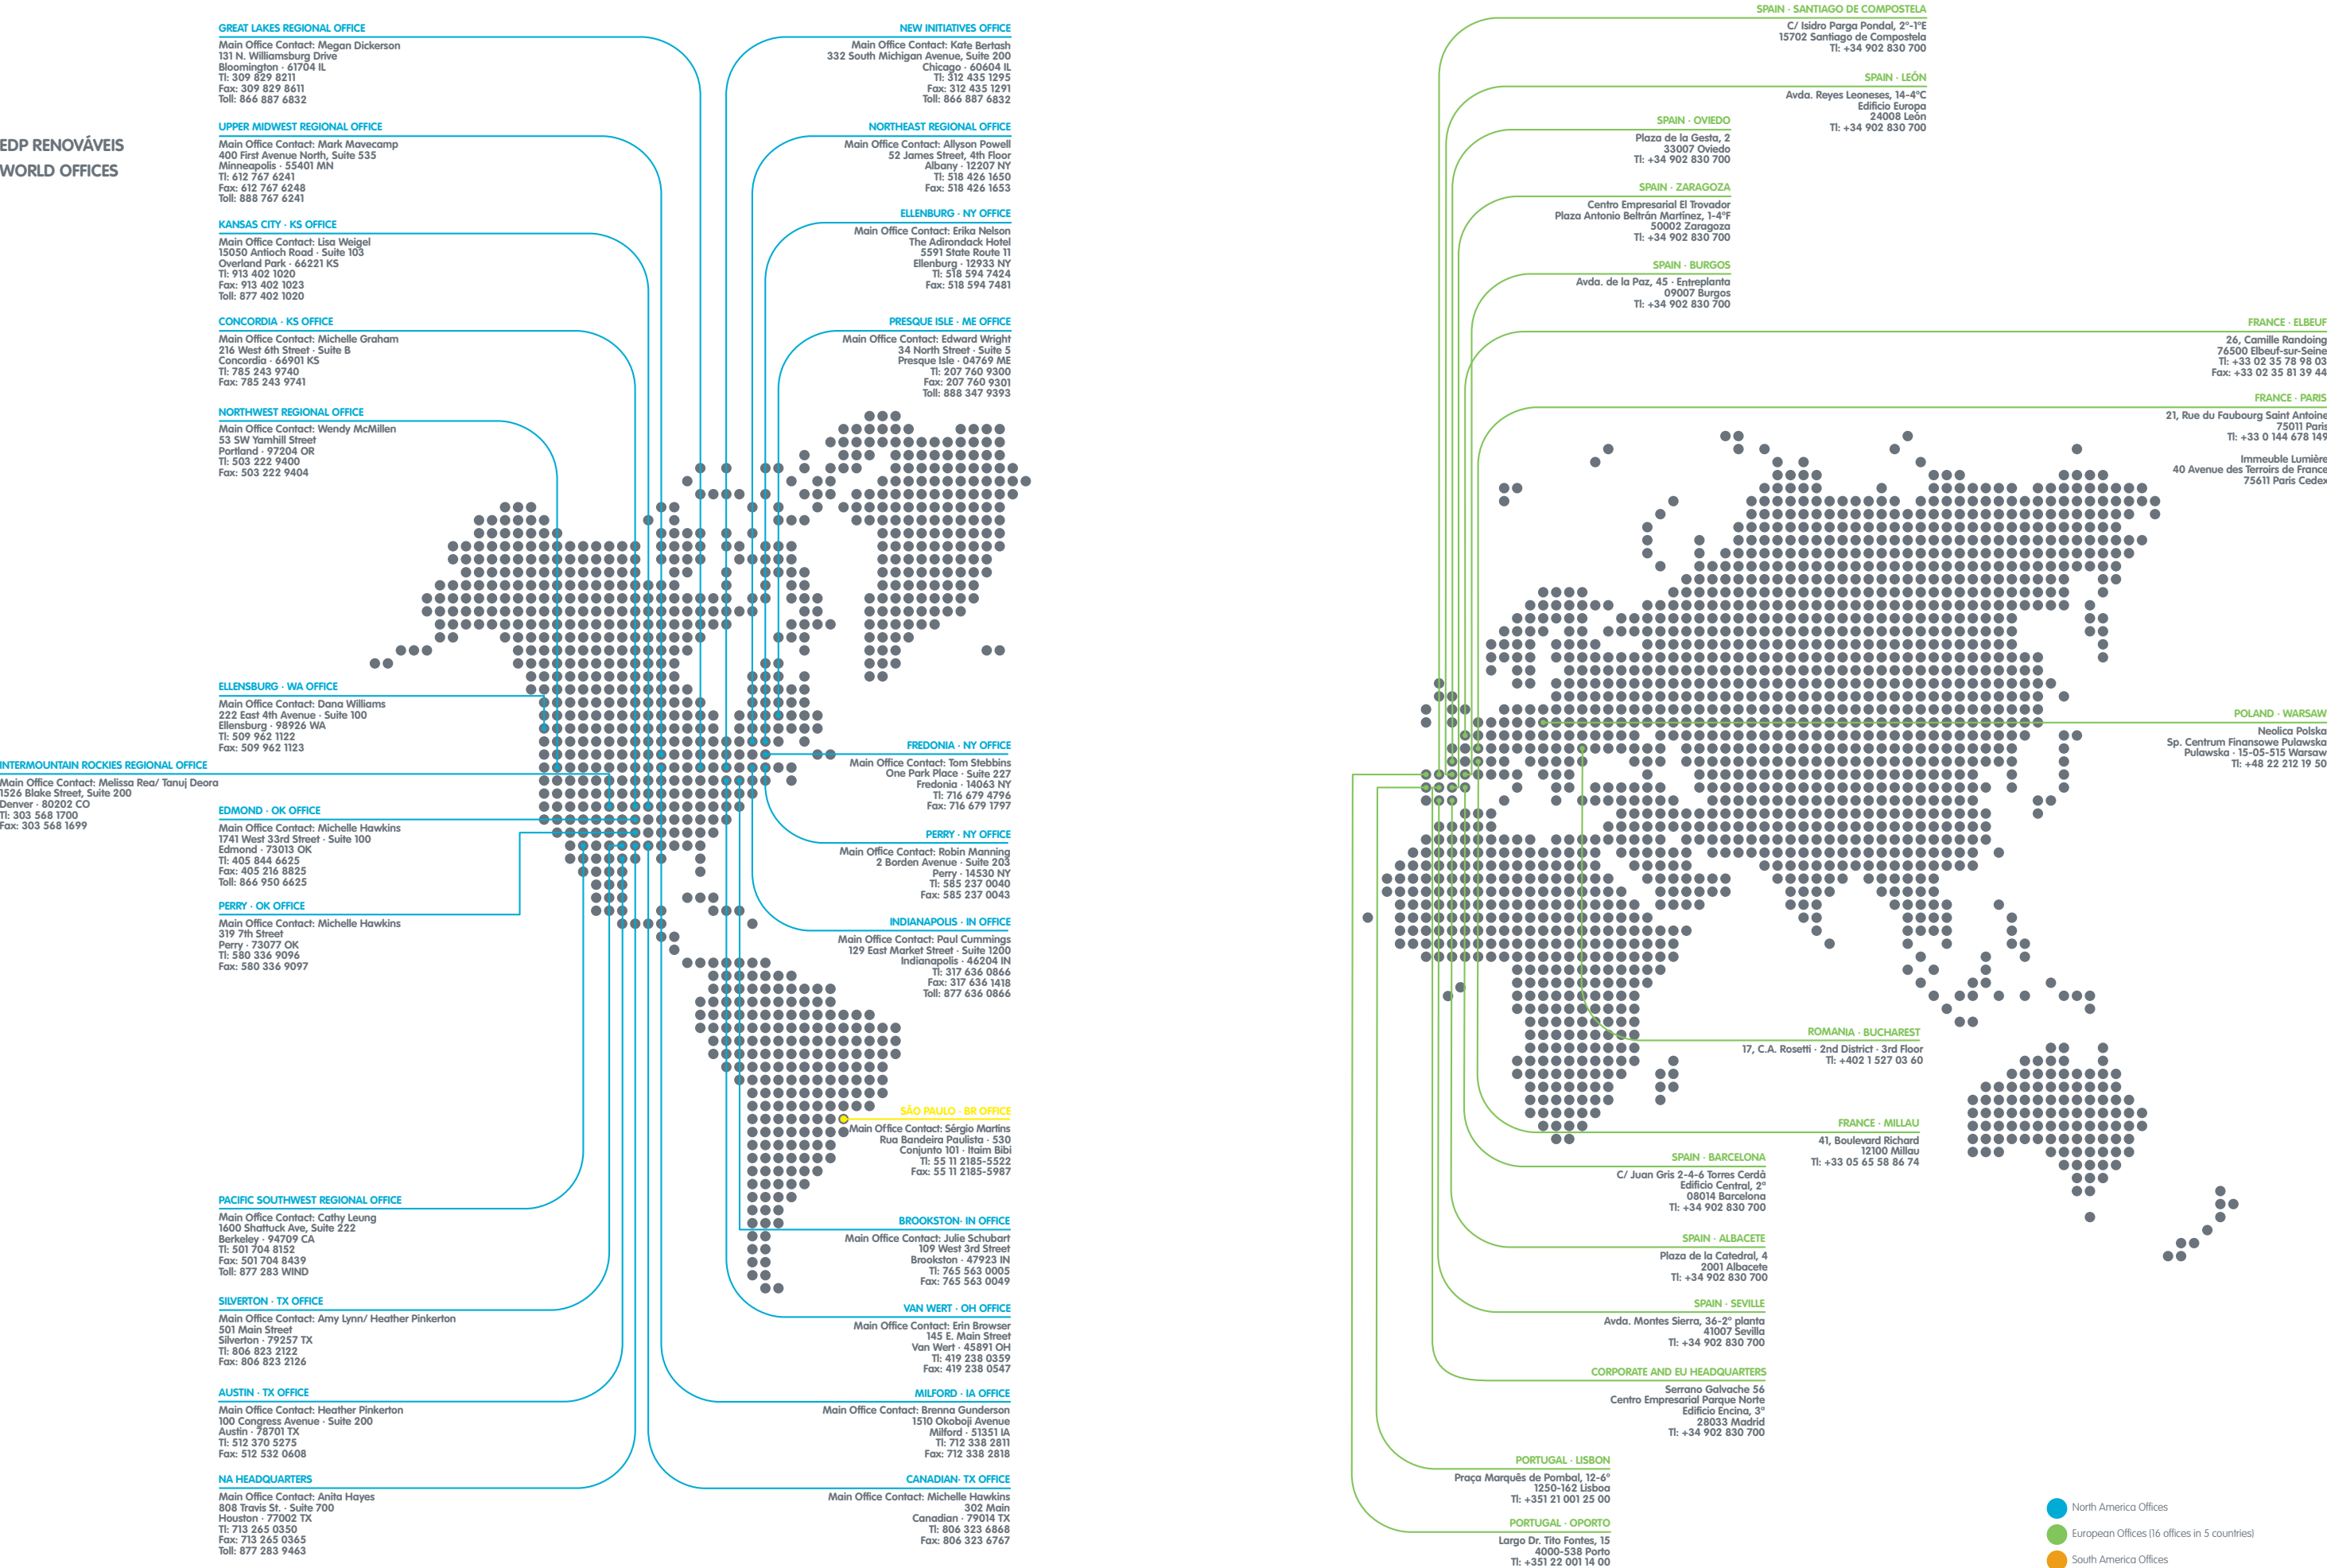 EDP RENOVÁVEIS
WORLD OFFICES
GREAT LAKES REGIONAL OFFICE
Main Office Contact: Megan Dickerson
131 N. Williamsburg Drive
Bloomington · 61704 IL
Tl: 309 829 8211
Fax: 309 829 8611
Toll: 866 887 6832
UPPER MIDWEST REGIONAL OFFICE
Main Office Contact: Mark Mavecamp
400 First Avenue North, Suite 535
Minneapolis · 55401 MN
Tl: 612 767 6241
Fax: 612 767 6248
Toll: 888 767 6241
KANSAS CITY · KS OFFICE
Main Office Contact: Lisa Weigel
15050 Antioch Road · Suite 103
Overland Park · 66221 KS
Tl: 913 402 1020
Fax: 913 402 1023
Toll: 877 402 1020
CONCORDIA · KS OFFICE
Main Office Contact: Michelle Graham
216 West 6th Street · Suite B
Concordia · 66901 KS
Tl: 785 243 9740
Fax: 785 243 9741
NORTHWEST REGIONAL OFFICE
Main Office Contact: Wendy McMillen
53 SW Yamhill Street
Portland · 97204 OR
Tl: 503 222 9400
Fax: 503 222 9404
ELLENSBURG · WA OFFICE
Main Office Contact: Dana Williams
222 East 4th Avenue · Suite 100
Ellensburg · 98926 WA
Tl: 509 962 1122
Fax: 509 962 1123
INTERMOUNTAIN ROCKIES REGIONAL OFFICE
Main Office Contact: Melissa Rea/ Tanuj Deora
1526 Blake Street, Suite 200
Denver · 80202 CO
Tl: 303 568 1700
Fax: 303 568 1699
EDMOND · OK OFFICE
Main Office Contact: Michelle Hawkins
1741 West 33rd Street · Suite 100
Edmond · 73013 OK
Tl: 405 844 6625
Fax: 405 216 8825
Toll: 866 950 6625
PERRY · OK OFFICE
Main Office Contact: Michelle Hawkins
319 7th Street
Perry · 73077 OK
Tl: 580 336 9096
Fax: 580 336 9097
PACIFIC SOUTHWEST REGIONAL OFFICE
Main Office Contact: Cathy Leung
1600 Shattuck Ave, Suite 222
Berkeley · 94709 CA
Tl: 501 704 8152
Fax: 501 704 8439
Toll: 877 283 WIND
SILVERTON · TX OFFICE
Main Office Contact: Amy Lynn/ Heather Pinkerton
501 Main Street
Silverton · 79257 TX
Tl: 806 823 2122
Fax: 806 823 2126
AUSTIN · TX OFFICE
Main Office Contact: Heather Pinkerton
100 Congress Avenue · Suite 200
Austin · 78701 TX
Tl: 512 370 5275
Fax: 512 532 0608
NA HEADQUARTERS
Main Office Contact: Anita Hayes
808 Travis St. · Suite 700
Houston · 77002 TX
Tl: 713 265 0350
Fax: 713 265 0365
Toll: 877 283 9463
NEW INITIATIVES OFFICE
Main Office Contact: Kate Bertash
332 South Michigan Avenue, Suite 200
Chicago · 60604 IL
Tl: 312 435 1295
Fax: 312 435 1291
Toll: 866 887 6832
NORTHEAST REGIONAL OFFICE
Main Office Contact: Allyson Powell
52 James Street, 4th Floor
Albany · 12207 NY
Tl: 518 426 1650
Fax: 518 426 1653
ELLENBURG · NY OFFICE
Main Office Contact: Erika Nelson
The Adirondack Hotel
5591 State Route 11
Ellenburg · 12933 NY
Tl: 518 594 7424
Fax: 518 594 7481
PRESQUE ISLE · ME OFFICE
Main Office Contact: Edward Wright
34 North Street · Suite 5
Presque Isle · 04769 ME
Tl: 207 760 9300
Fax: 207 760 9301
Toll: 888 347 9393
FREDONIA · NY OFFICE
Main Office Contact: Tom Stebbins
One Park Place · Suite 227
Fredonia · 14063 NY
Tl: 716 679 4796
Fax: 716 679 1797
PERRY · NY OFFICE
Main Office Contact: Robin Manning
2 Borden Avenue · Suite 203
Perry · 14530 NY
Tl: 585 237 0040
Fax: 585 237 0043
INDIANAPOLIS · IN OFFICE
Main Office Contact: Paul Cummings
129 East Market Street · Suite 1200
Indianapolis · 46204 IN
Tl: 317 636 0866
Fax: 317 636 1418
Toll: 877 636 0866
SÃO PAULO · BR OFFICE
Main Office Contact: Sérgio Martins
Rua Bandeira Paulista · 530
Conjunto 101 · Itaim Bibi
Tl: 55 11 2185-5522
Fax: 55 11 2185-5987
BROOKSTON· IN OFFICE
Main Office Contact: Julie Schubart
109 West 3rd Street
Brookston · 47923 IN
Tl: 765 563 0005
Fax: 765 563 0049
VAN WERT · OH OFFICE
Main Office Contact: Erin Browser
145 E. Main Street
Van Wert · 45891 OH
Tl: 419 238 0359
Fax: 419 238 0547
MILFORD · IA OFFICE
Main Office Contact: Brenna Gunderson
1510 Okoboji Avenue
Milford · 51351 IA
Tl: 712 338 2811
Fax: 712 338 2818
CANADIAN· TX OFFICE
Main Office Contact: Michelle Hawkins
302 Main
Canadian · 79014 TX
Tl: 806 323 6868
Fax: 806 323 6767
SPAIN · SANTIAGO DE COMPOSTELA
C/ Isidro Parga Pondal, 2º-1ºE
15702 Santiago de Compostela
Tl: +34 902 830 700
SPAIN · LEÓN
Avda. Reyes Leoneses, 14-4ºC
Edificio Europa
24008 León
Tl: +34 902 830 700
SPAIN · OVIEDO
Plaza de la Gesta, 2
33007 Oviedo
Tl: +34 902 830 700
SPAIN · ZARAGOZA
Centro Empresarial El Trovador
Plaza Antonio Beltrán Martínez, 1-4ºF
50002 Zaragoza
Tl: +34 902 830 700
SPAIN · BURGOS
Avda. de la Paz, 45 · Entreplanta
09007 Burgos
Tl: +34 902 830 700
FRANCE · ELBEUF
26, Camille Randoing
76500 Elbeuf-sur-Seine
Tl: +33 02 35 78 98 03
Fax: +33 02 35 81 39 44
FRANCE · PARIS
21, Rue du Faubourg Saint Antoine
75011 Paris
Tl: +33 0 144 678 149
Immeuble Lumière
40 Avenue des Terroirs de France
75611 Paris Cedex
POLAND · WARSAW
Neolica Polska
Sp. Centrum Finansowe Pulawska
Pulawska · 15-05-515 Warsaw
Tl: +48 22 212 19 50
ROMANIA · BUCHAREST
17, C.A. Rosetti · 2nd District · 3rd Floor
Tl: +402 1 527 03 60
FRANCE · MILLAU
41, Boulevard Richard
12100 Millau
Tl: +33 05 65 58 86 74
SPAIN · BARCELONA
C/ Juan Gris 2-4-6 Torres Cerdà
Edificio Central, 2ª
08014 Barcelona
Tl: +34 902 830 700
SPAIN · ALBACETE
Plaza de la Catedral, 4
2001 Albacete
Tl: +34 902 830 700
SPAIN · SEVILLE
Avda. Montes Sierra, 36-2ª planta
41007 Sevilla
Tl: +34 902 830 700
CORPORATE AND EU HEADQUARTERS
Serrano Galvache 56
Centro Empresarial Parque Norte
Edificio Encina, 3ª
28033 Madrid
Tl: +34 902 830 700
PORTUGAL · LISBON
Praça Marquês de Pombal, 12-6º
1250-162 Lisboa
Tl: +351 21 001 25 00
PORTUGAL · OPORTO
Largo Dr. Tito Fontes, 15
4000-538 Porto
Tl: +351 22 001 14 00
North America Offices
European Offices (16 offices in 5 countries)
South America Offices